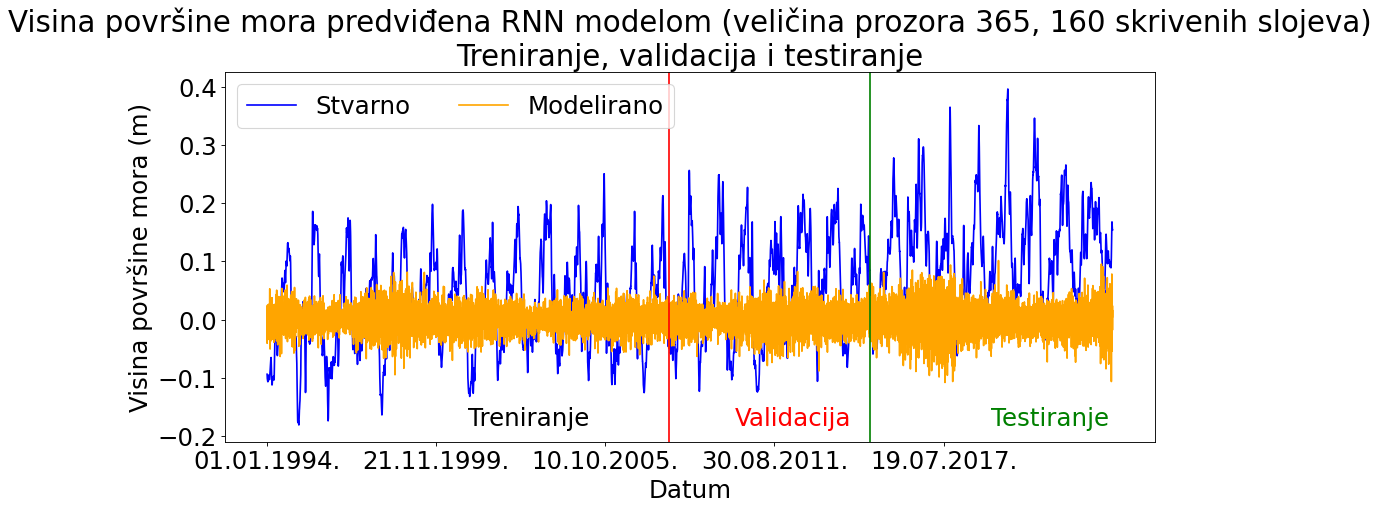 Visina površine mora predviđena RNN modelom (veličina prozora 365, 160 skrivenih slojeva)
Treniranje, validacija i testiranje
Stvarno Modelirano
Visina površine mora (m)
0.4
0.3
0.2
0.1
0.0
−0.1
−0.2
Treniranje Validacija Testiranje
01.01.1994. 21.11.1999. 10.10.2005. 30.08.2011. 19.07.2017.
Datum